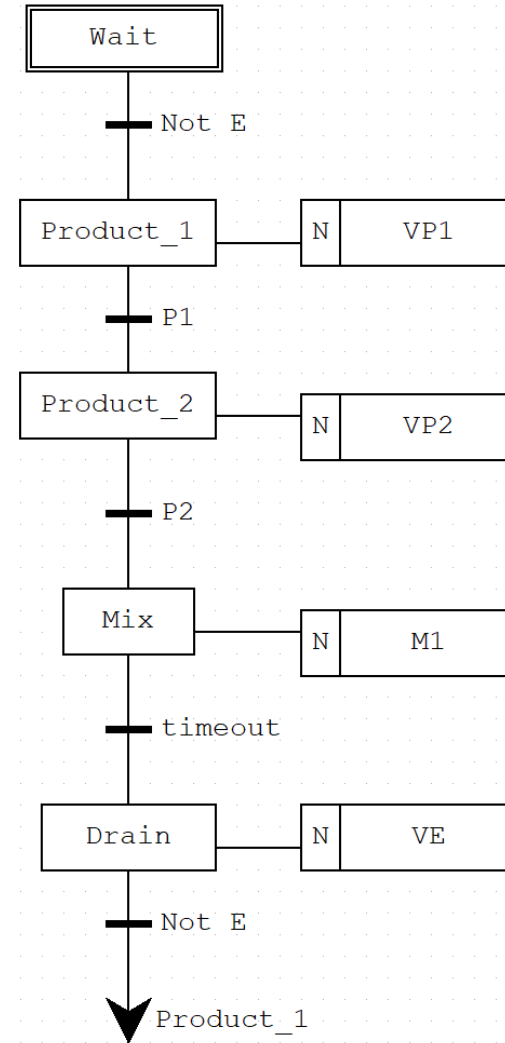 Wait
Not E
Product_1
N
VP1
P1
Product_2
N
VP2
P2
Mix
N
M1
timeout
Drain
N
VE
Not E
Product_1